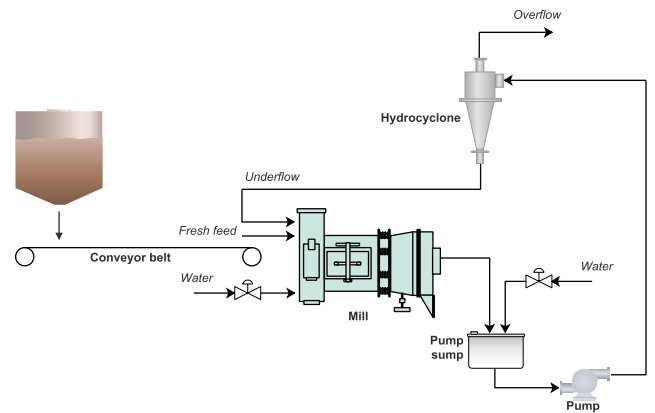 Overflow
Hydrocyclone
Underflow
Fresh feed
Conveyor belt
Water
Water
Mill
Pump
sump
Pump